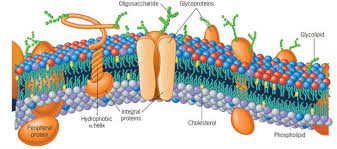 Oligosaccharide
Glycoproteins
Glycolipid
Hydrophobic
α helix
Integral
proteins
Cholesterol
Phospholipid
Peripheral
protein